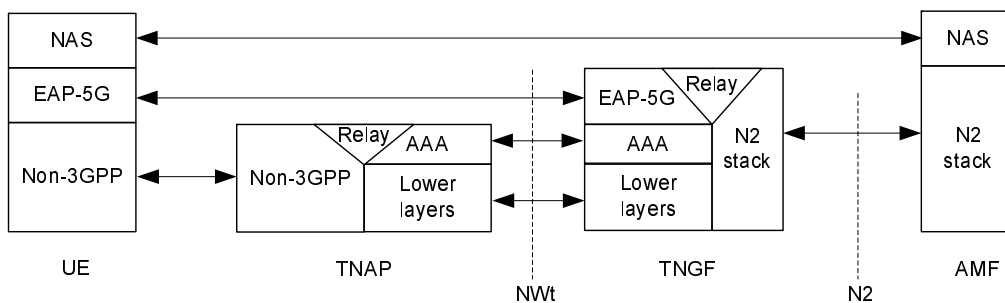 NAS
NAS
EAP-5G
EAP-5G
Relay
Relay
AAA
AAA
N2
stack
N2
stack
Non-3GPP
Non-3GPP
Lower
layers
Lower
layers
UE
TNAP
TNGF
AMF
NWt
N2